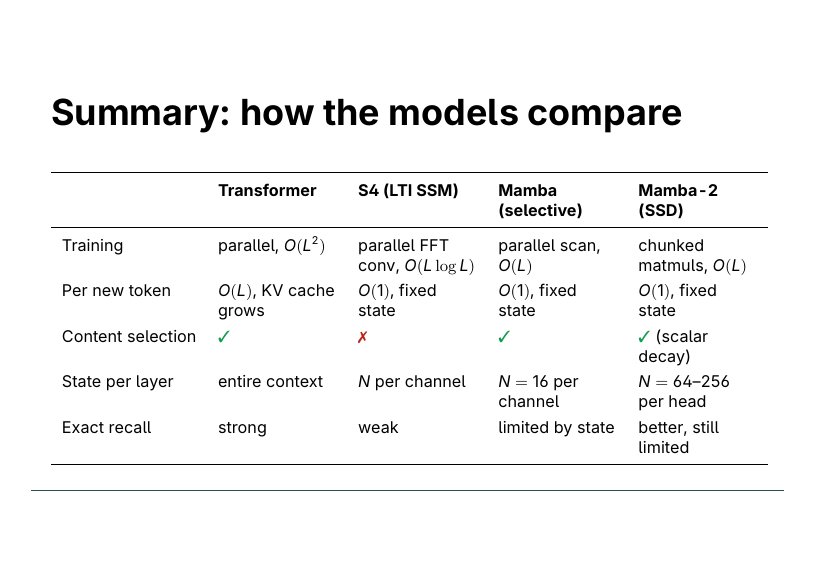 Summary: how the models compare
Transformer S4 (LTI SSM) Mamba (selective) Mamba-2 (SSD)
Training parallel, O(L²) parallel FFT conv, O(L log L) parallel scan, O(L) chunked matmuls, O(L)
Per new token O(L), KV cache grows O(1), fixed state O(1), fixed state O(1), fixed state
Content selection ✓ ✗ ✓ ✓ (scalar decay)
State per layer entire context N per channel N = 16 per channel N = 64–256 per head
Exact recall strong weak limited by state better, still limited